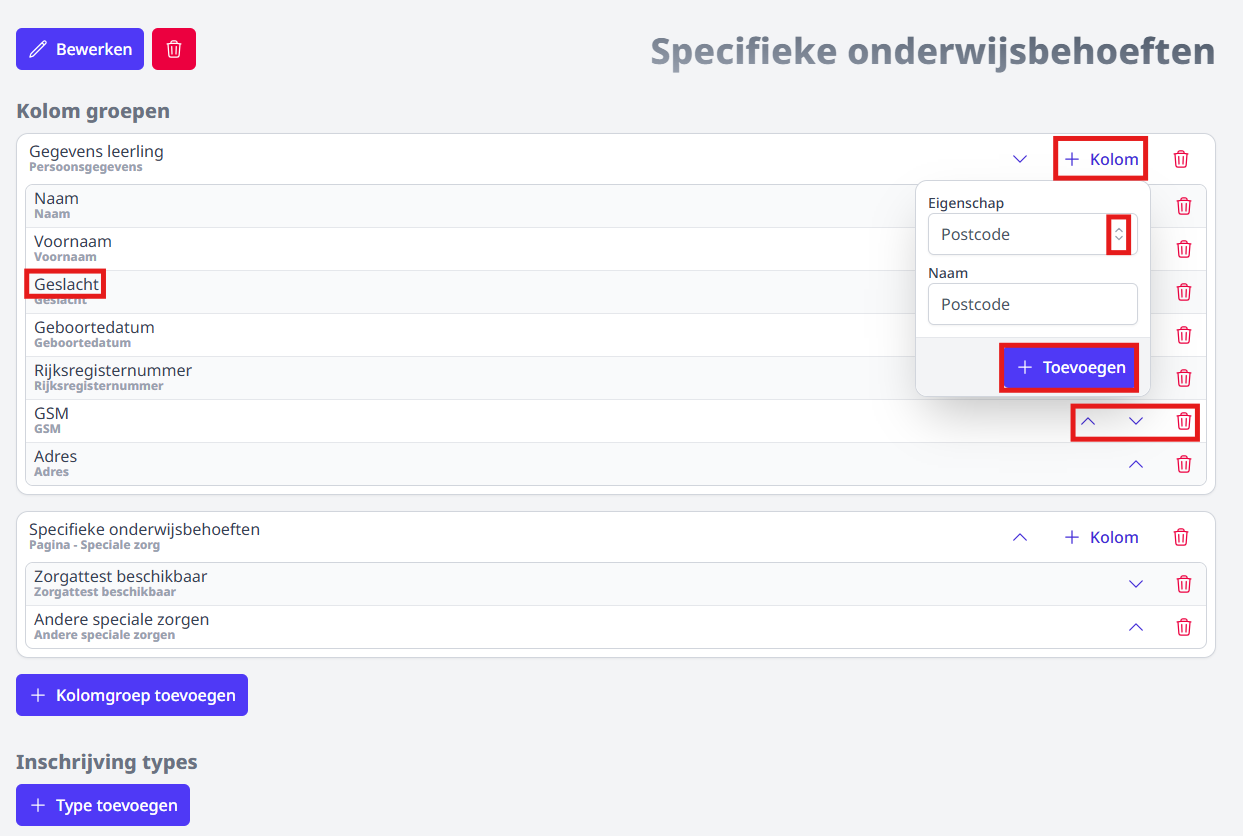 Bewerken
Specifieke onderwijsbehoeften
Kolom groepen
Gegevens leerling
Persoonsgegevens
Kolom
Naam
Naam
Voornaam
Voornaam
Geslacht
Geslacht
Geboortedatum
Geboortedatum
Rijksregisternummer
Rijksregisternummer
GSM
GSM
Adres
Adres
Eigenschap
Postcode
Naam
Postcode
Toevoegen
Specifieke onderwijsbehoeften
Pagina - Speciale zorg
Kolom
Zorgattest beschikbaar
Zorgattest beschikbaar
Andere speciale zorgen
Andere speciale zorgen
Kolomgroep toevoegen
Inschrijving types
Type toevoegen